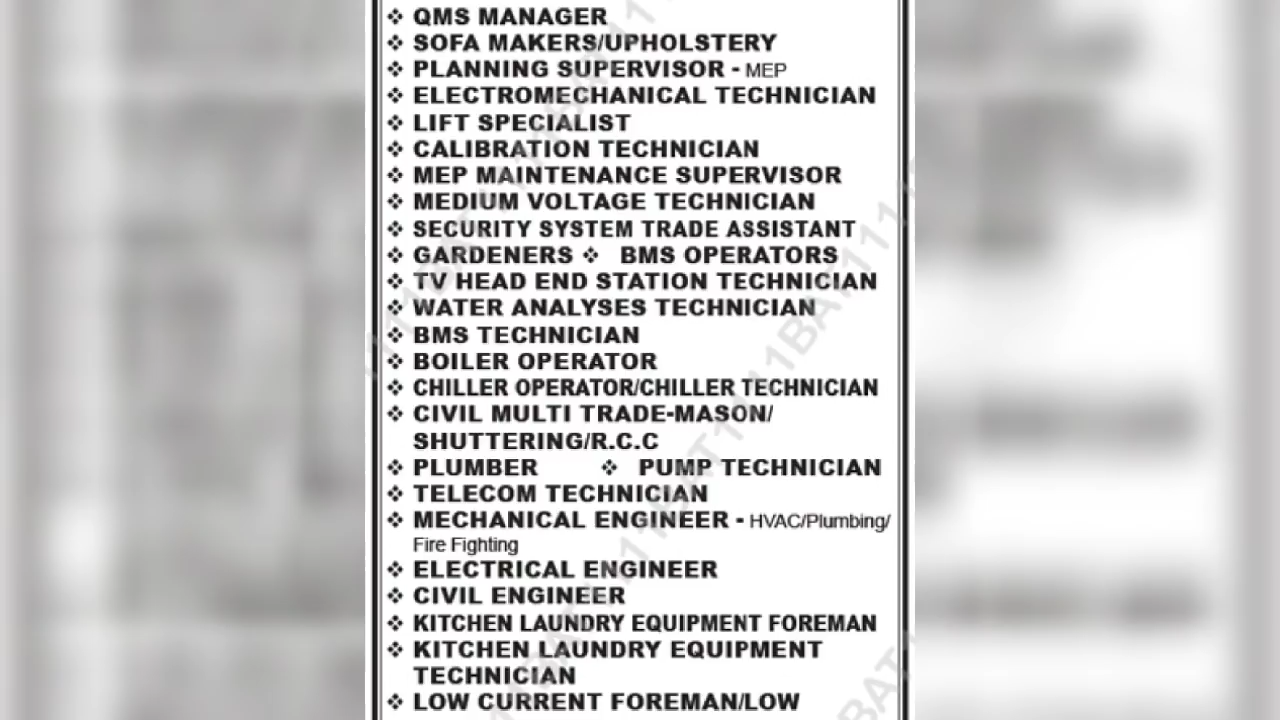 ❖ QMS MANAGER
❖ SOFA MAKERS/UPHOLSTERY
❖ PLANNING SUPERVISOR - MEP
❖ ELECTROMECHANICAL TECHNICIAN
❖ LIFT SPECIALIST
❖ CALIBRATION TECHNICIAN
❖ MEP MAINTENANCE SUPERVISOR
❖ MEDIUM VOLTAGE TECHNICIAN
❖ SECURITY SYSTEM TRADE ASSISTANT
❖ GARDENERS ❖ BMS OPERATORS
❖ TV HEAD END STATION TECHNICIAN
❖ WATER ANALYSES TECHNICIAN
❖ BMS TECHNICIAN
❖ BOILER OPERATOR
❖ CHILLER OPERATOR/CHILLER TECHNICIAN
❖ CIVIL MULTI TRADE-MASON/
SHUTTERING/R.C.C
❖ PLUMBER ❖ PUMP TECHNICIAN
❖ TELECOM TECHNICIAN
❖ MECHANICAL ENGINEER - HVAC/Plumbing/
Fire Fighting
❖ ELECTRICAL ENGINEER
❖ CIVIL ENGINEER
❖ KITCHEN LAUNDRY EQUIPMENT FOREMAN
❖ KITCHEN LAUNDRY EQUIPMENT
TECHNICIAN
❖ LOW CURRENT FOREMAN/LOW